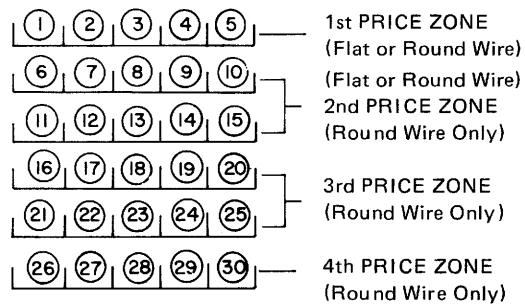 1 2 3 4 5
1st PRICE ZONE
(Flat or Round Wire)
6 7 8 9 10
(Flat or Round Wire)
2nd PRICE ZONE
11 12 13 14 15
(Round Wire Only)
16 17 18 19 20
3rd PRICE ZONE
21 22 23 24 25
(Round Wire Only)
26 27 28 29 30
4th PRICE ZONE
(Round Wire Only)